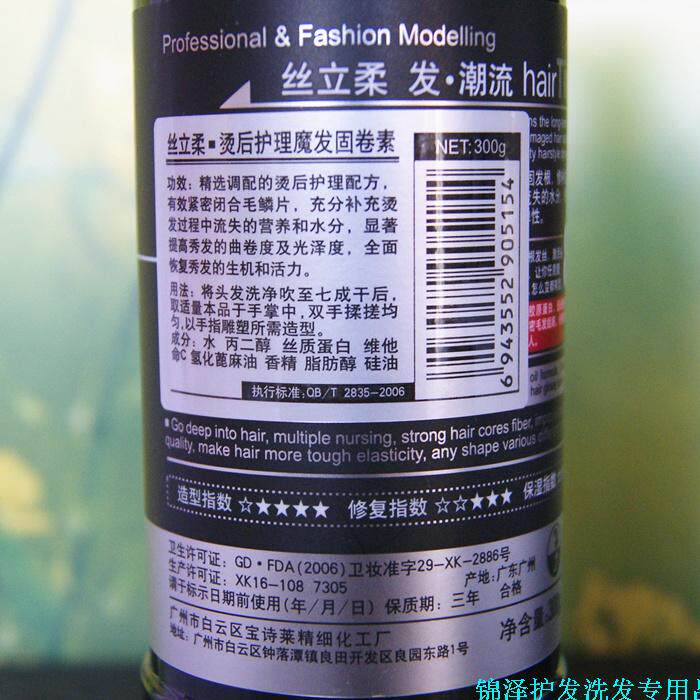 Professional & Fashion Modelling
丝立柔 发·潮流 hair
丝立柔▪烫后护理魔发固卷素
NET:300g
功效：精选调配的烫后护理配方，
有效紧密闭合毛鳞片，充分补充烫
发过程中流失的营养和水分，显著
提高秀发的曲卷度及光泽度，全面
恢复秀发的生机和活力。
用法：将头发洗净吹至七成干后，
取适量本品于手掌中，双手揉搓均
匀，以手指雕塑所需造型。
成分：水 丙二醇 丝质蛋白 维他
命C 氢化蓖麻油 香精 脂肪醇 硅油
执行标准：QB/T 2835-2006
6 943552 905154
▪Go deep into hair, multiple nursing, strong hair cores fiber,
quality, make hair more tough elasticity, any shape various
造型指数 ☆★★★★ 修复指数 ☆☆★★★ 保湿指数
卫生许可证：GD·FDA(2006)卫妆准字29-XK-2886号
生产许可证：XK16-108 7305
产地：广东广州
请于标示日期前使用(年/月/日) 保质期：三年 合格
广州市白云区宝诗莱精细化工厂
净含量:
地址：广州市白云区钟落潭镇良田开发区良园东路1号
锦泽护发洗发专用